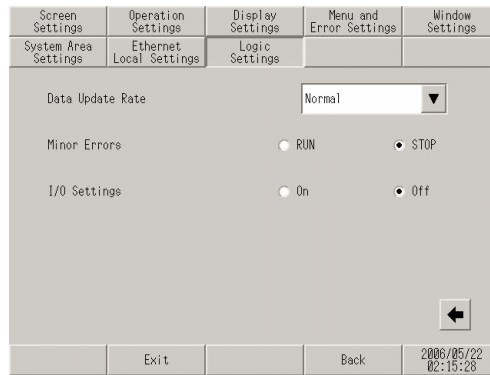 Screen Settings
Operation Settings
Display Settings
Menu and Error Settings
Window Settings
System Area Settings
Ethernet Local Settings
Logic Settings
Data Update Rate
Normal
Minor Errors
RUN
STOP
I/O Settings
On
Off
Exit
Back
2006/05/22
02:15:28